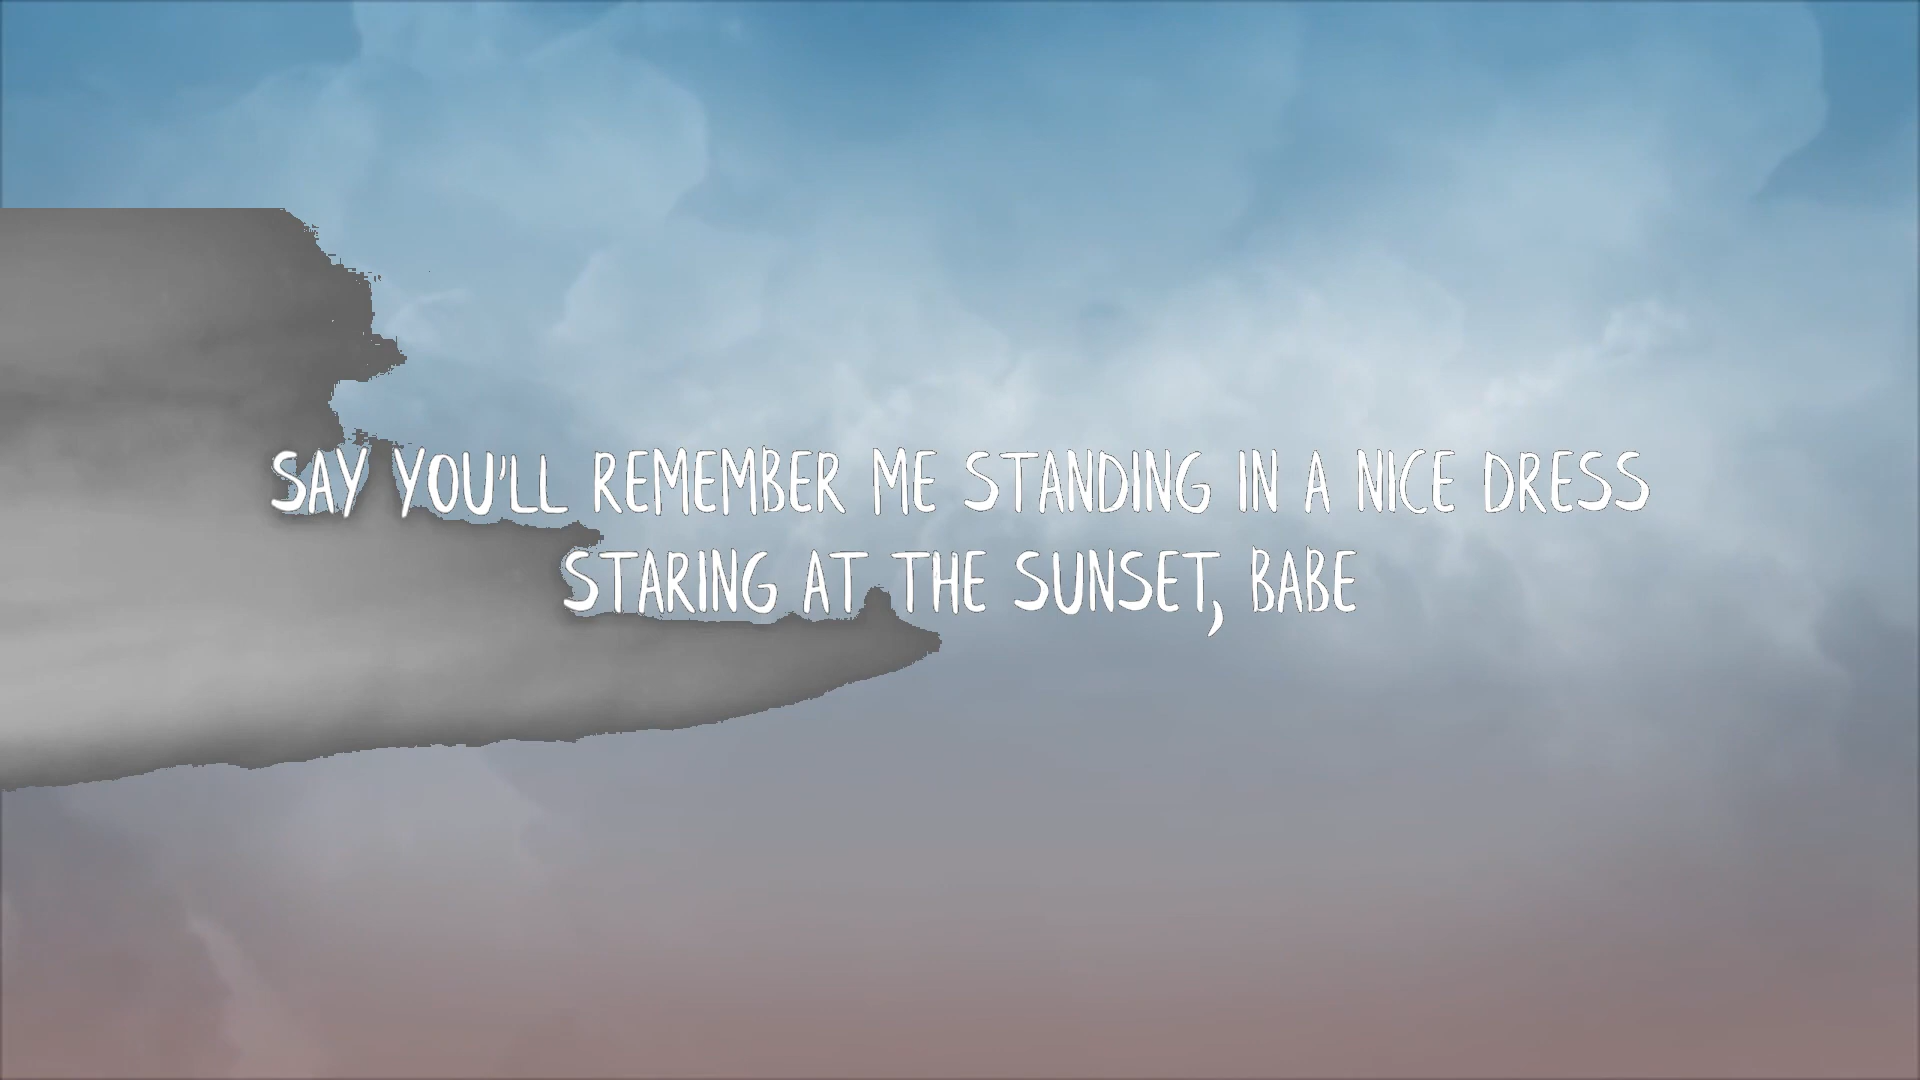 SAY YOU'LL REMEMBER ME STANDING IN A NICE DRESS
STARING AT THE SUNSET, BABE